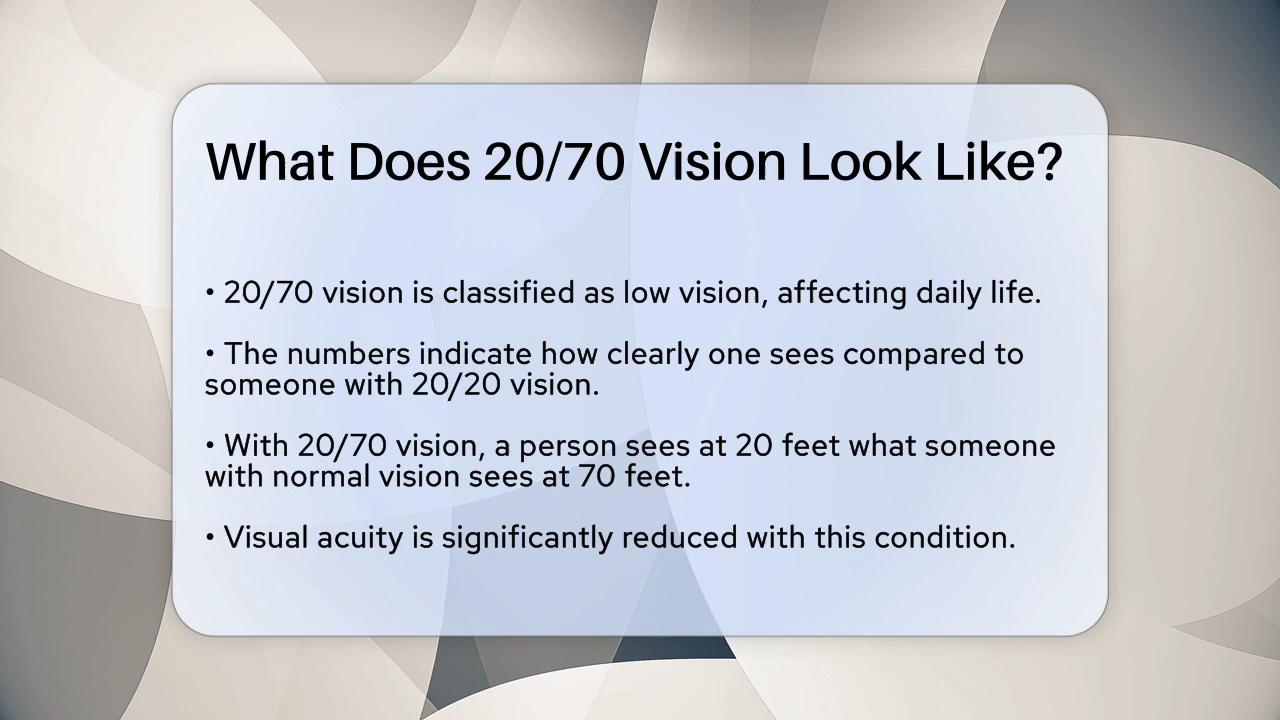 What Does 20/70 Vision Look Like?
• 20/70 vision is classified as low vision, affecting daily life.
• The numbers indicate how clearly one sees compared to
someone with 20/20 vision.
• With 20/70 vision, a person sees at 20 feet what someone
with normal vision sees at 70 feet.
• Visual acuity is significantly reduced with this condition.